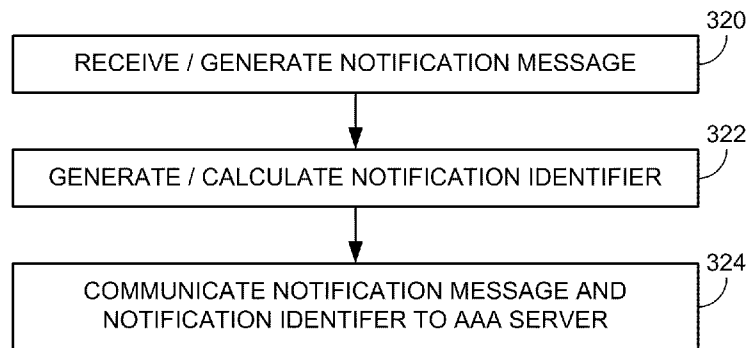 320
RECEIVE / GENERATE NOTIFICATION MESSAGE
322
GENERATE / CALCULATE NOTIFICATION IDENTIFIER
324
COMMUNICATE NOTIFICATION MESSAGE AND
NOTIFICATION IDENTIFER TO AAA SERVER